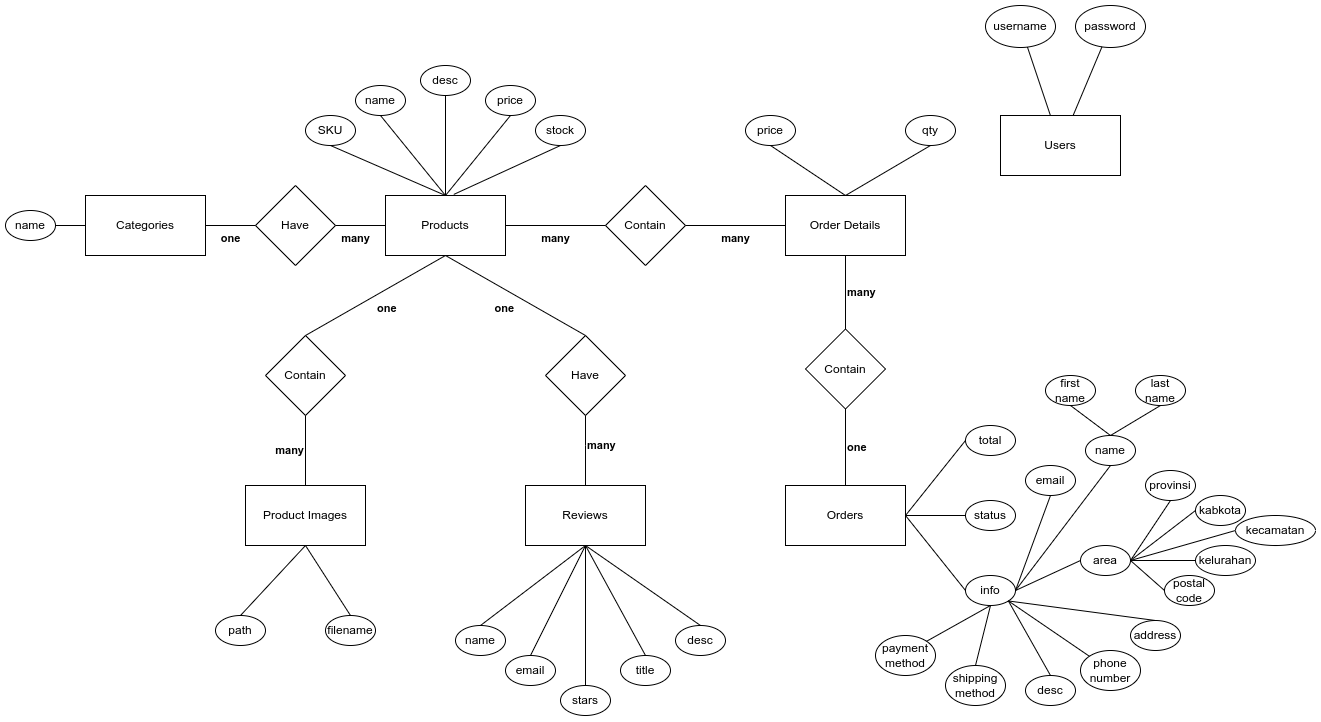 username
password
desc
name
price
SKU
stock
price
qty
Users
name
Categories
Have
Products
Contain
Order Details
one
many
many
many
many
one
one
Contain
Have
Contain
first
name
last
name
total
name
many
many
one
email
provinsi
kabkota
kecamatan
Product Images
Reviews
Orders
status
area
kelurahan
info
postal
code
path
filename
name
email
stars
title
desc
payment
method
shipping
method
desc
phone
number
address